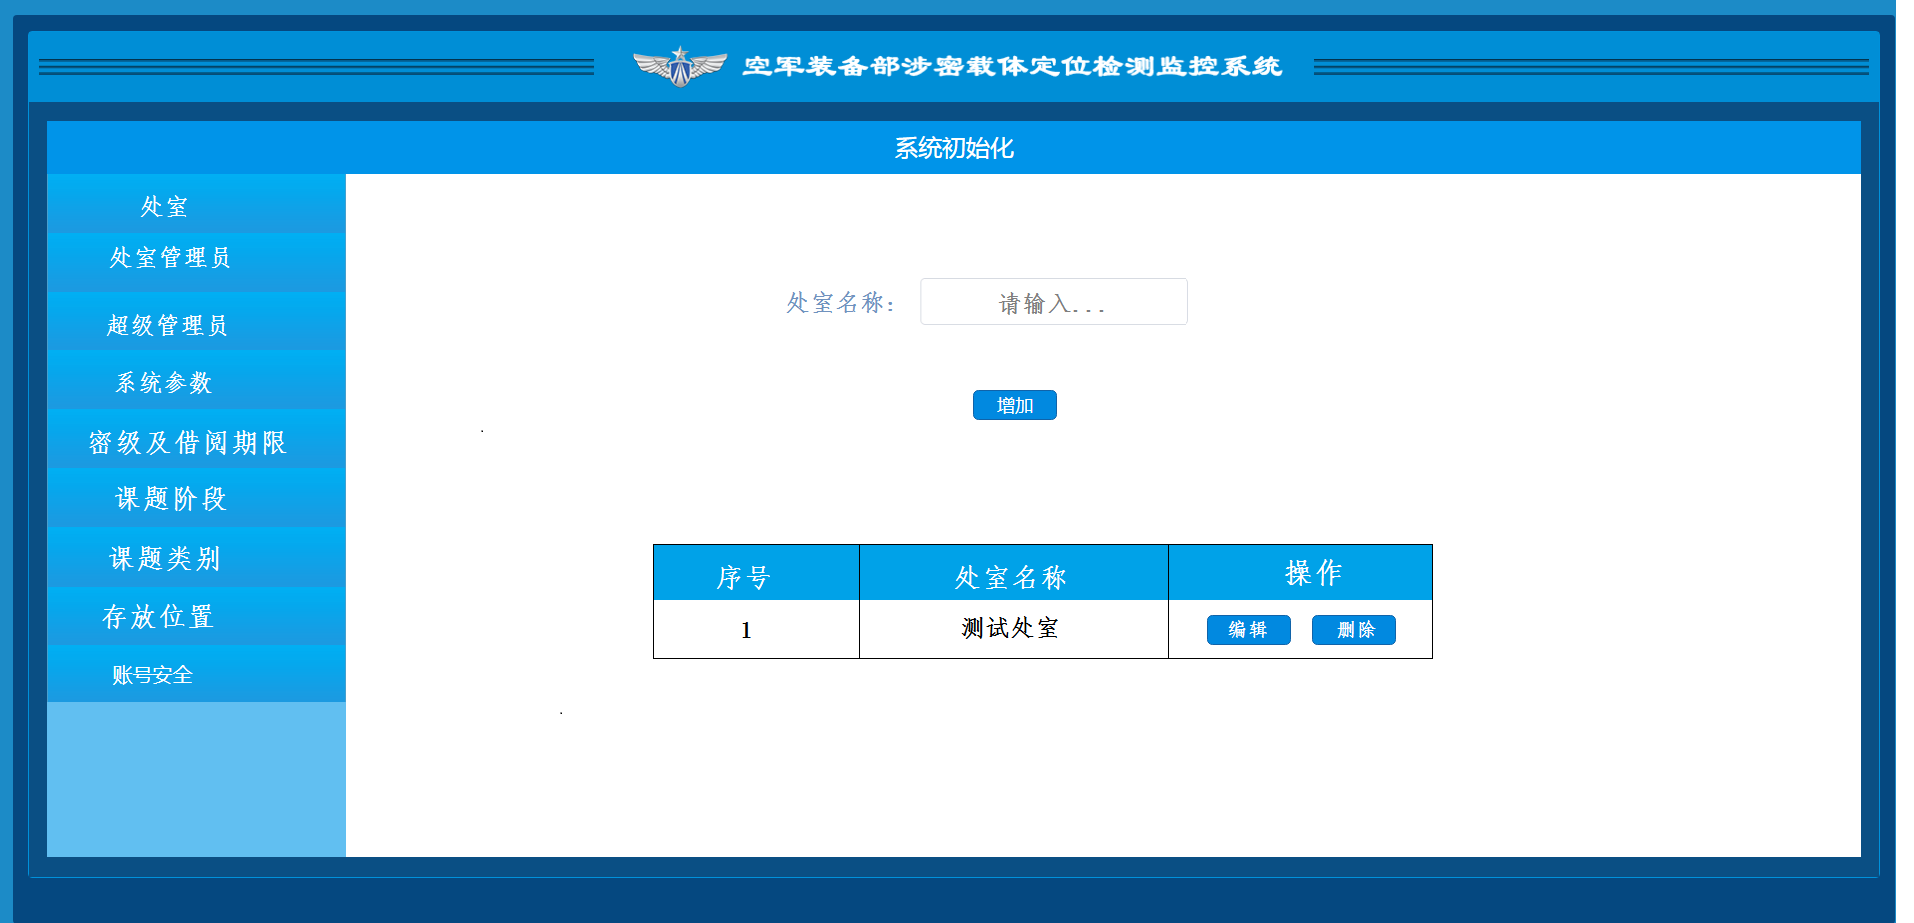 空军装备部涉密载体定位检测监控系统
系统初始化
处室
处室管理员
超级管理员
系统参数
密级及借阅期限
课题阶段
课题类别
存放位置
账号安全
处室名称： 请输入...
增加
序号 处室名称 操作
1 测试处室 编辑 删除